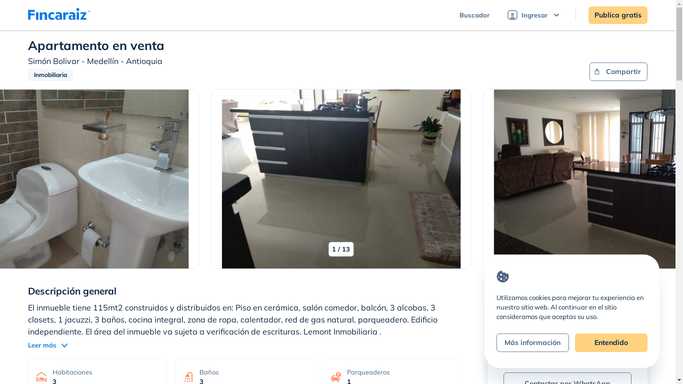 Fincaraiz
Buscador
Ingresar
Publica gratis
Apartamento en venta
Simón Bolivar - Medellín - Antioquia
Inmobiliaria
Compartir
1 / 13
Descripción general
El inmueble tiene 115mt2 construidos y distribuidos en: Piso en cerámica, salón comedor, balcón, 3 alcobas, 3
closets, 1 jacuzzi, 3 baños, cocina integral, zona de ropa, calentador, red de gas natural, parqueadero. Edificio
independiente. El área del inmueble va sujeta a verificación de escrituras. Lemont Inmobiliaria .
Leer más
Habitaciones
3
Baños
3
Parqueaderos
1
Utilizamos cookies para mejorar tu experiencia en
nuestro sitio web. Al continuar en el sitio
consideramos que aceptas su uso.
Más información
Entendido
Contactar por WhatsApp